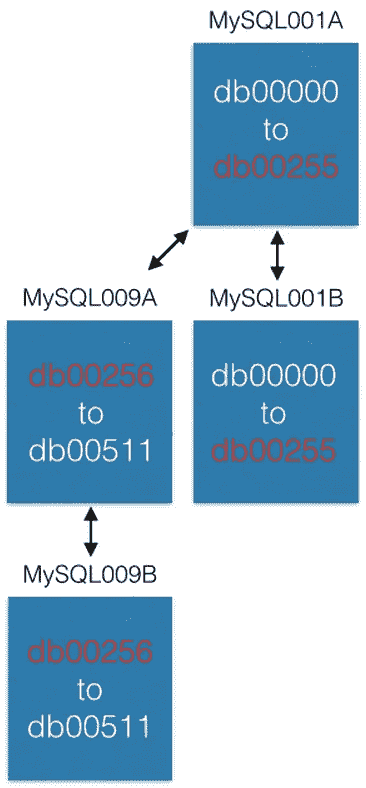 MySQL001A
db00000
to
db00255
MySQL009A
db00256
to
db00511
MySQL001B
db00000
to
db00255
MySQL009B
db00256
to
db00511